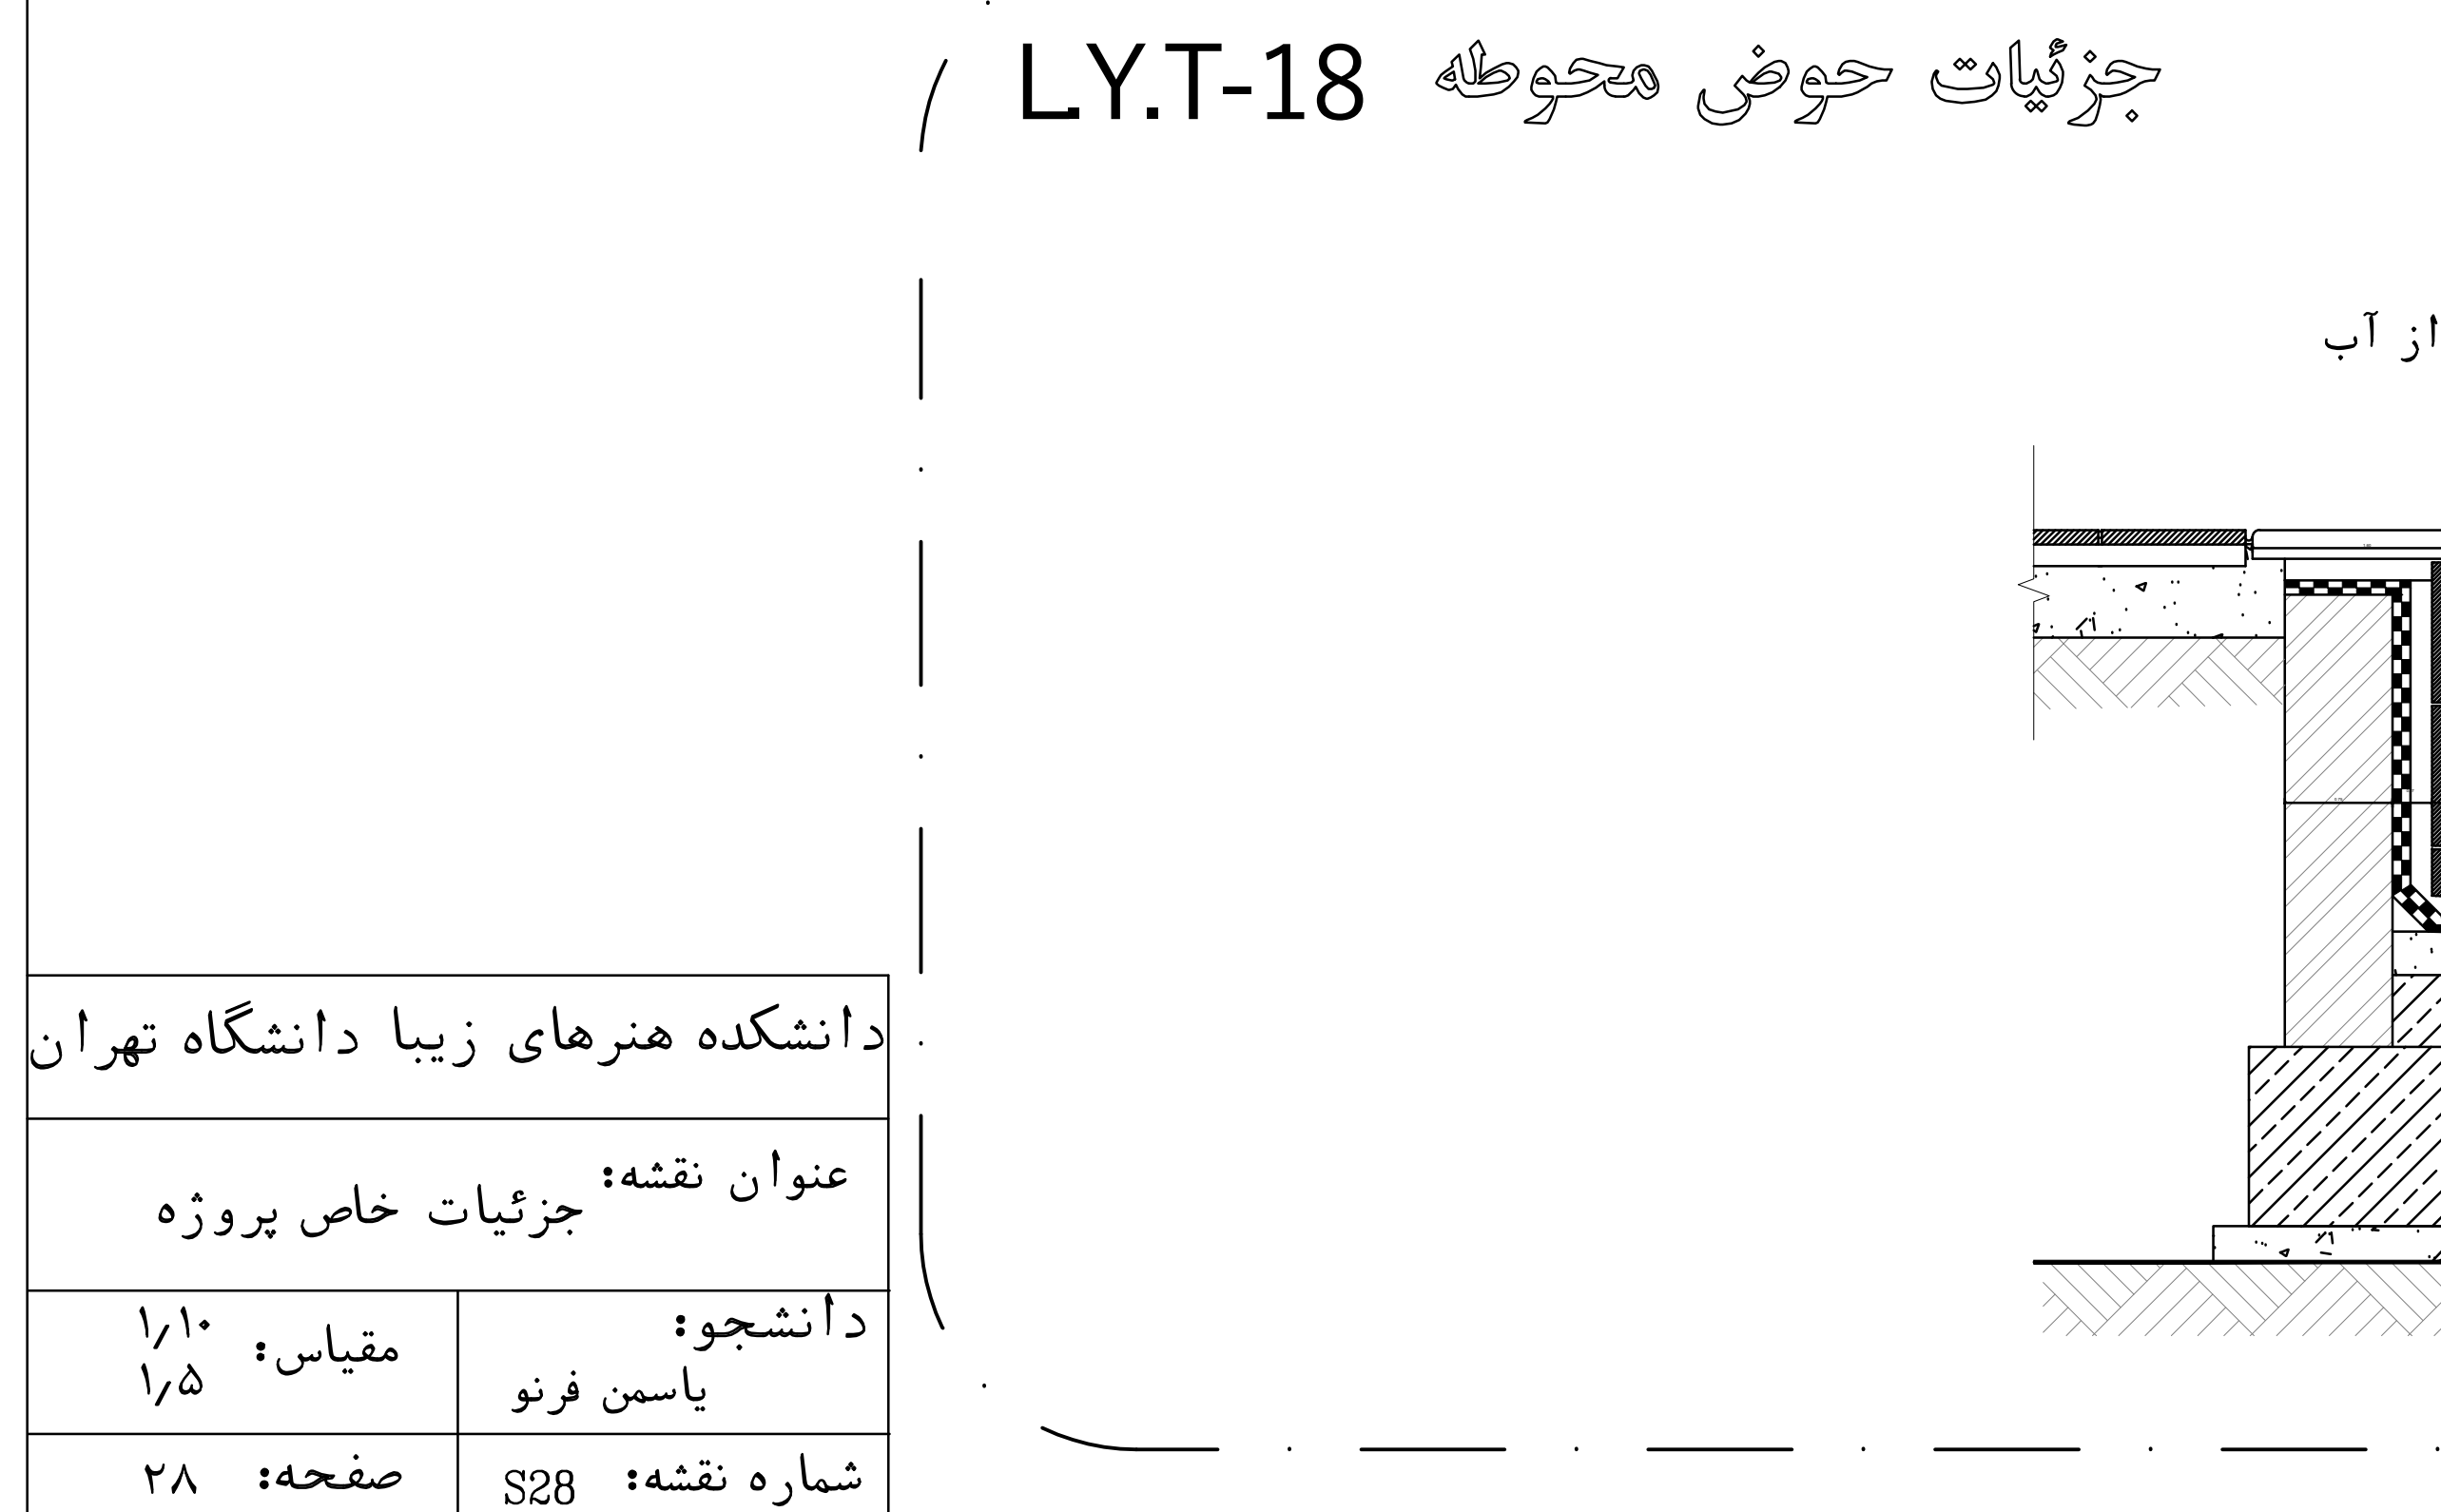 جزئیات حوض محوطه LY.T-18
از آب
دانشکده هنرهای زیبا دانشگاه تهران
عنوان نقشه:
جزئیات خاص پروژه
دانشجو:
یاسمن فرنو
مقیاس:
۱٫۱۰
۱٫۵
شماره نقشه: S28
صفحه: ۲۸